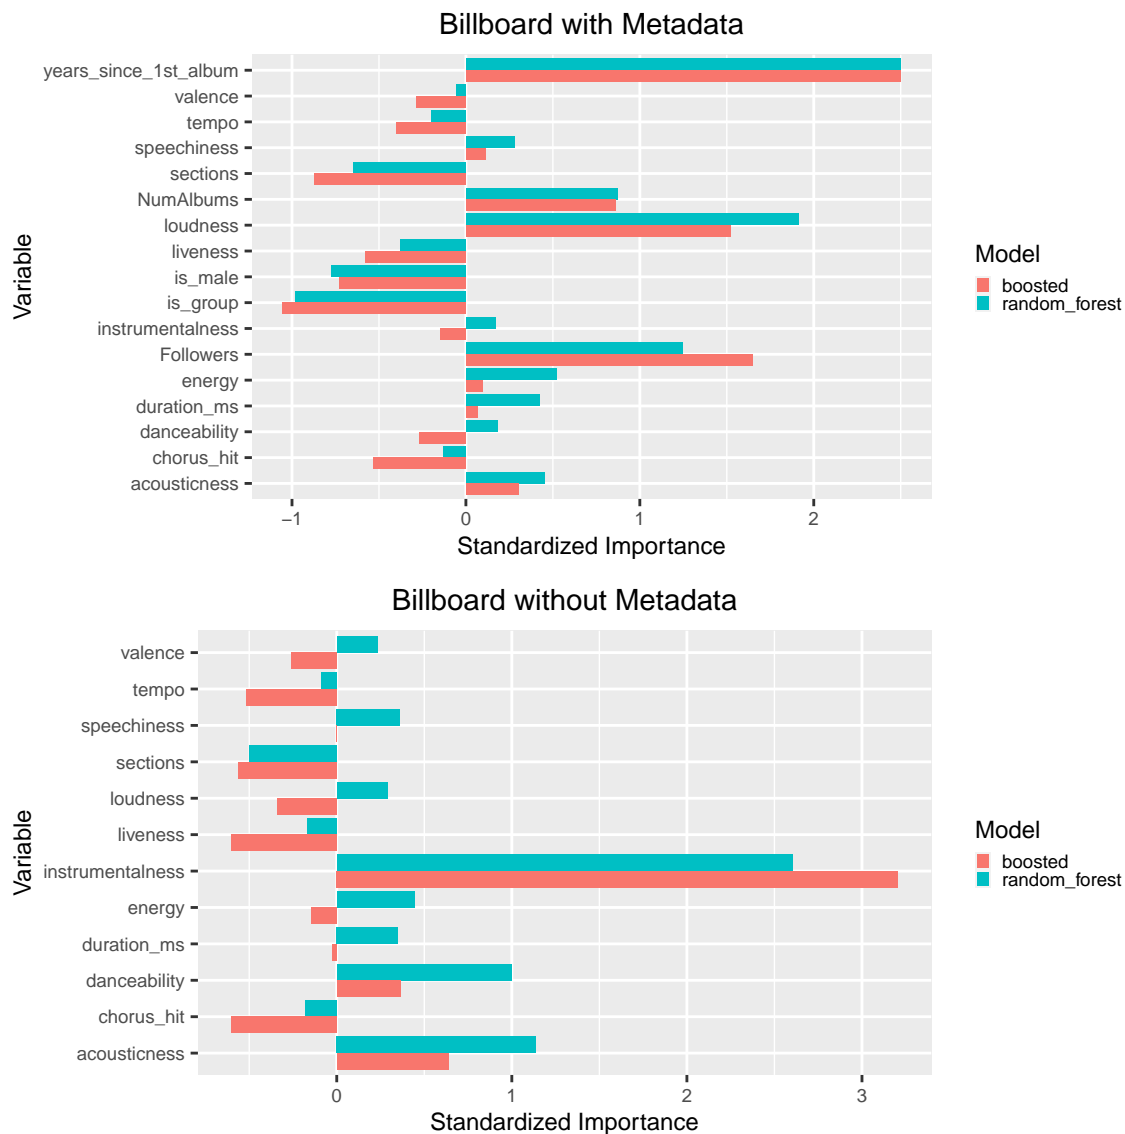 Billboard with Metadata
Variable
years_since_1st_album
valence
tempo
speechiness
sections
NumAlbums
loudness
liveness
is_male
is_group
instrumentalness
Followers
energy
duration_ms
danceability
chorus_hit
acousticness
−1 0 1 2
Standardized Importance
Model
boosted
random_forest
Billboard without Metadata
Variable
valence
tempo
speechiness
sections
loudness
liveness
instrumentalness
energy
duration_ms
danceability
chorus_hit
acousticness
0 1 2 3
Standardized Importance
Model
boosted
random_forest